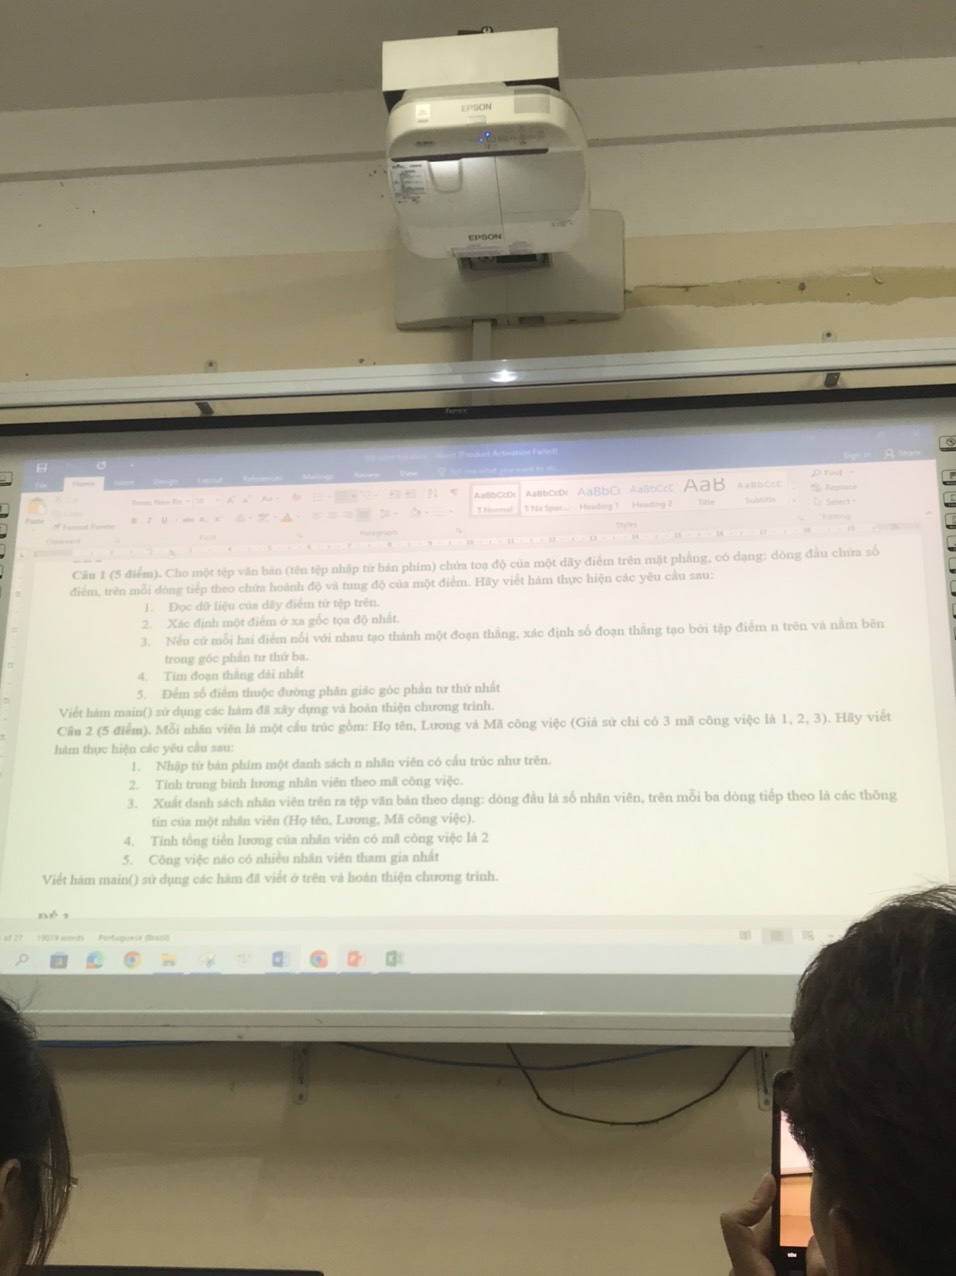 EPSON
EPSON
Word (Product Activation Failed)
File Home Insert Design Layout References Mailings Review View Tell me what you want to do... Sign in Share
Paste Format Painter
Times New Ro
AaBbCcDc AaBbCcDc AaBbCc AaBbCcC AaB AaBbCcC
¶ Normal ¶ No Spac... Heading 1 Heading 2 Title Subtitle
Find
Replace
Select
Clipboard Font Paragraph Styles Editing
Câu 1 (5 điểm). Cho một tệp văn bản (tên tệp nhập từ bàn phím) chứa toạ độ của một dãy điểm trên mặt phẳng, có dạng: dòng đầu chứa số
điểm, trên mỗi dòng tiếp theo chứa hoành độ và tung độ của một điểm. Hãy viết hàm thực hiện các yêu cầu sau:
1. Đọc dữ liệu của dãy điểm từ tệp trên.
2. Xác định một điểm ở xa gốc tọa độ nhất.
3. Nếu cứ mỗi hai điểm nối với nhau tạo thành một đoạn thẳng, xác định số đoạn thẳng tạo bởi tập điểm n trên và nằm bên
trong góc phần tư thứ ba.
4. Tìm đoạn thẳng dài nhất
5. Đếm số điểm thuộc đường phân giác góc phần tư thứ nhất
Viết hàm main() sử dụng các hàm đã xây dựng và hoàn thiện chương trình.
Câu 2 (5 điểm). Mỗi nhân viên là một cấu trúc gồm: Họ tên, Lương và Mã công việc (Giả sử chỉ có 3 mã công việc là 1, 2, 3). Hãy viết
hàm thực hiện các yêu cầu sau:
1. Nhập từ bàn phím một danh sách n nhân viên có cấu trúc như trên.
2. Tính trung bình lương nhân viên theo mã công việc.
3. Xuất danh sách nhân viên trên ra tệp văn bản theo dạng: dòng đầu là số nhân viên, trên mỗi ba dòng tiếp theo là các thông
tin của một nhân viên (Họ tên, Lương, Mã công việc).
4. Tính tổng tiền lương của nhân viên có mã công việc là 2
5. Công việc nào có nhiều nhân viên tham gia nhất
Viết hàm main() sử dụng các hàm đã viết ở trên và hoàn thiện chương trình.
of 27 19019 words Portuguese (Brazil)